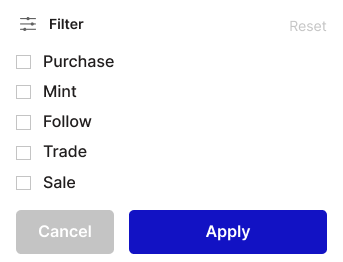 Filter
Reset
Purchase
Mint
Follow
Trade
Sale
Cancel
Apply